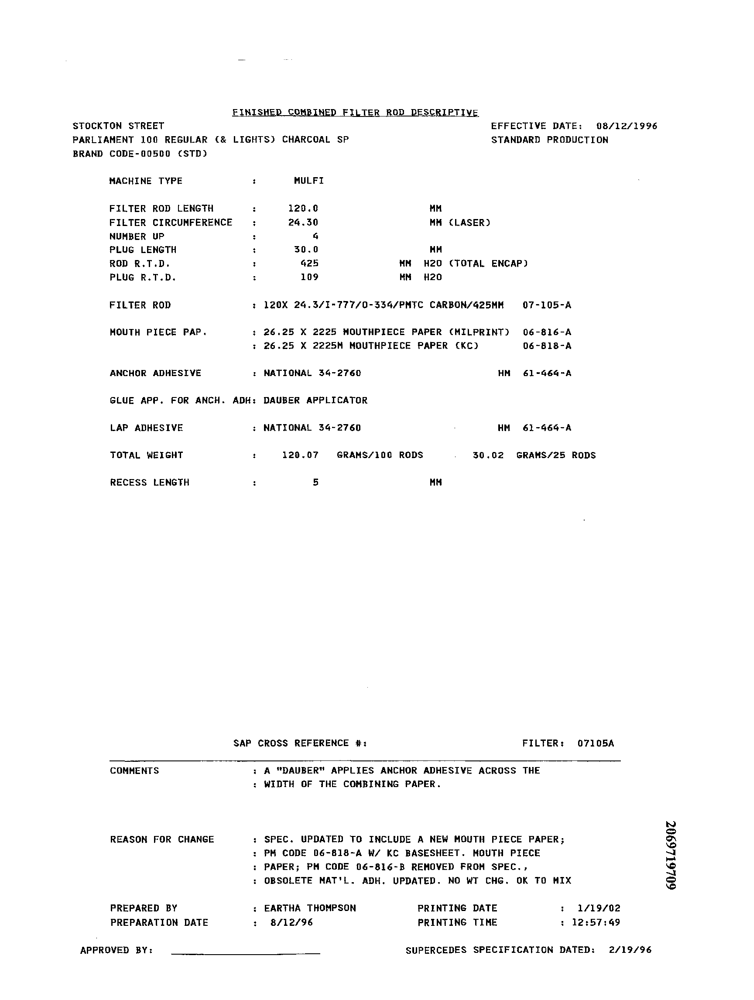 FINISHED COMBINED FILTER ROD DESCRIPTIVE
STOCKTON STREET EFFECTIVE DATE: 08/12/1996
PARLIAMENT 100 REGULAR (& LIGHTS) CHARCOAL SP STANDARD PRODUCTION
BRAND CODE-00500 (STD)
MACHINE TYPE : MULFI
FILTER ROD LENGTH : 120.0 MM
FILTER CIRCUMFERENCE : 24.30 MM (LASER)
NUMBER UP : 4
PLUG LENGTH : 30.0 MM
ROD R.T.D. : 425 MM H2O (TOTAL ENCAP)
PLUG R.T.D. : 109 MM H2O
FILTER ROD : 120X 24.3/I-777/O-334/PMTC CARBON/425MM 07-105-A
MOUTH PIECE PAP. : 26.25 X 2225 MOUTHPIECE PAPER (MILPRINT) 06-816-A
: 26.25 X 2225M MOUTHPIECE PAPER (KC) 06-818-A
ANCHOR ADHESIVE : NATIONAL 34-2760 HM 61-464-A
GLUE APP. FOR ANCH. ADH: DAUBER APPLICATOR
LAP ADHESIVE : NATIONAL 34-2760 HM 61-464-A
TOTAL WEIGHT : 120.07 GRAMS/100 RODS 30.02 GRAMS/25 RODS
RECESS LENGTH : 5 MM
SAP CROSS REFERENCE #: FILTER: 07105A
COMMENTS : A "DAUBER" APPLIES ANCHOR ADHESIVE ACROSS THE
: WIDTH OF THE COMBINING PAPER.
REASON FOR CHANGE : SPEC. UPDATED TO INCLUDE A NEW MOUTH PIECE PAPER;
: PM CODE 06-818-A W/ KC BASESHEET. MOUTH PIECE
: PAPER; PM CODE 06-816-B REMOVED FROM SPEC.,
: OBSOLETE MAT'L. ADH. UPDATED. NO WT CHG. OK TO MIX
PREPARED BY : EARTHA THOMPSON PRINTING DATE : 1/19/02
PREPARATION DATE : 8/12/96 PRINTING TIME : 12:57:49
APPROVED BY: SUPERCEDES SPECIFICATION DATED: 2/19/96
2069719709